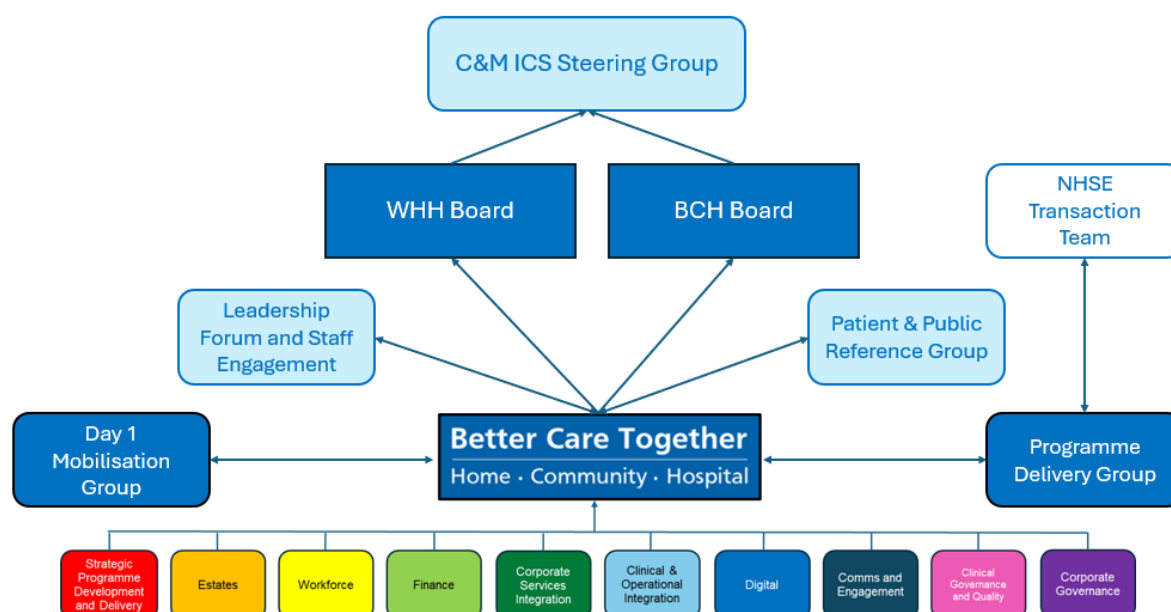 C&M ICS Steering Group
WHH Board
BCH Board
NHSE
Transaction
Team
Leadership
Forum and Staff
Engagement
Patient & Public
Reference Group
Day 1
Mobilisation
Group
Better Care Together
Home · Community · Hospital
Programme
Delivery Group
Strategic
Programme
Development
and Delivery
Estates
Workforce
Finance
Corporate
Services
Integration
Clinical &
Operational
Integration
Digital
Comms and
Engagement
Clinical
Governance
and Quality
Corporate
Governance